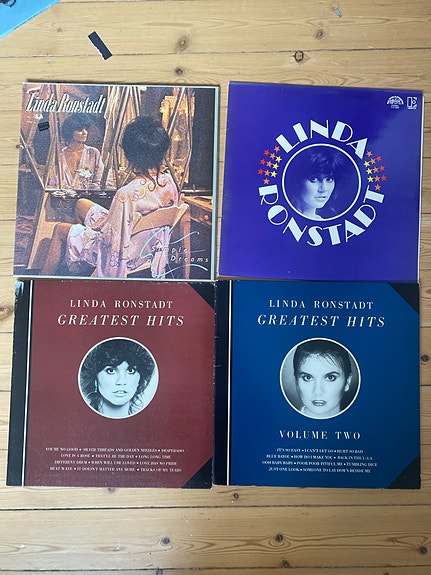 Linda Ronstadt
Simple
Dreams
LINDA
RONSTADT
LINDA RONSTADT
GREATEST HITS
YOU'RE NO GOOD • SILVER THREADS AND GOLDEN NEEDLES • DESPERADO
LOVE IS A ROSE • THAT'LL BE THE DAY • LONG LONG TIME
DIFFERENT DRUM • WHEN WILL I BE LOVED • LOVE HAS NO PRIDE
HEAT WAVE • IT DOESN'T MATTER ANY MORE • TRACKS OF MY TEARS
LINDA RONSTADT
GREATEST HITS
VOLUME TWO
IT'S SO EASY • I CAN'T LET GO • HURT SO BAD
BLUE BAYOU • HOW DO I MAKE YOU • BACK IN THE U.S.A.
OOH BABY BABY • POOR POOR PITIFUL ME • TUMBLING DICE
JUST ONE LOOK • SOMEONE TO LAY DOWN BESIDE ME